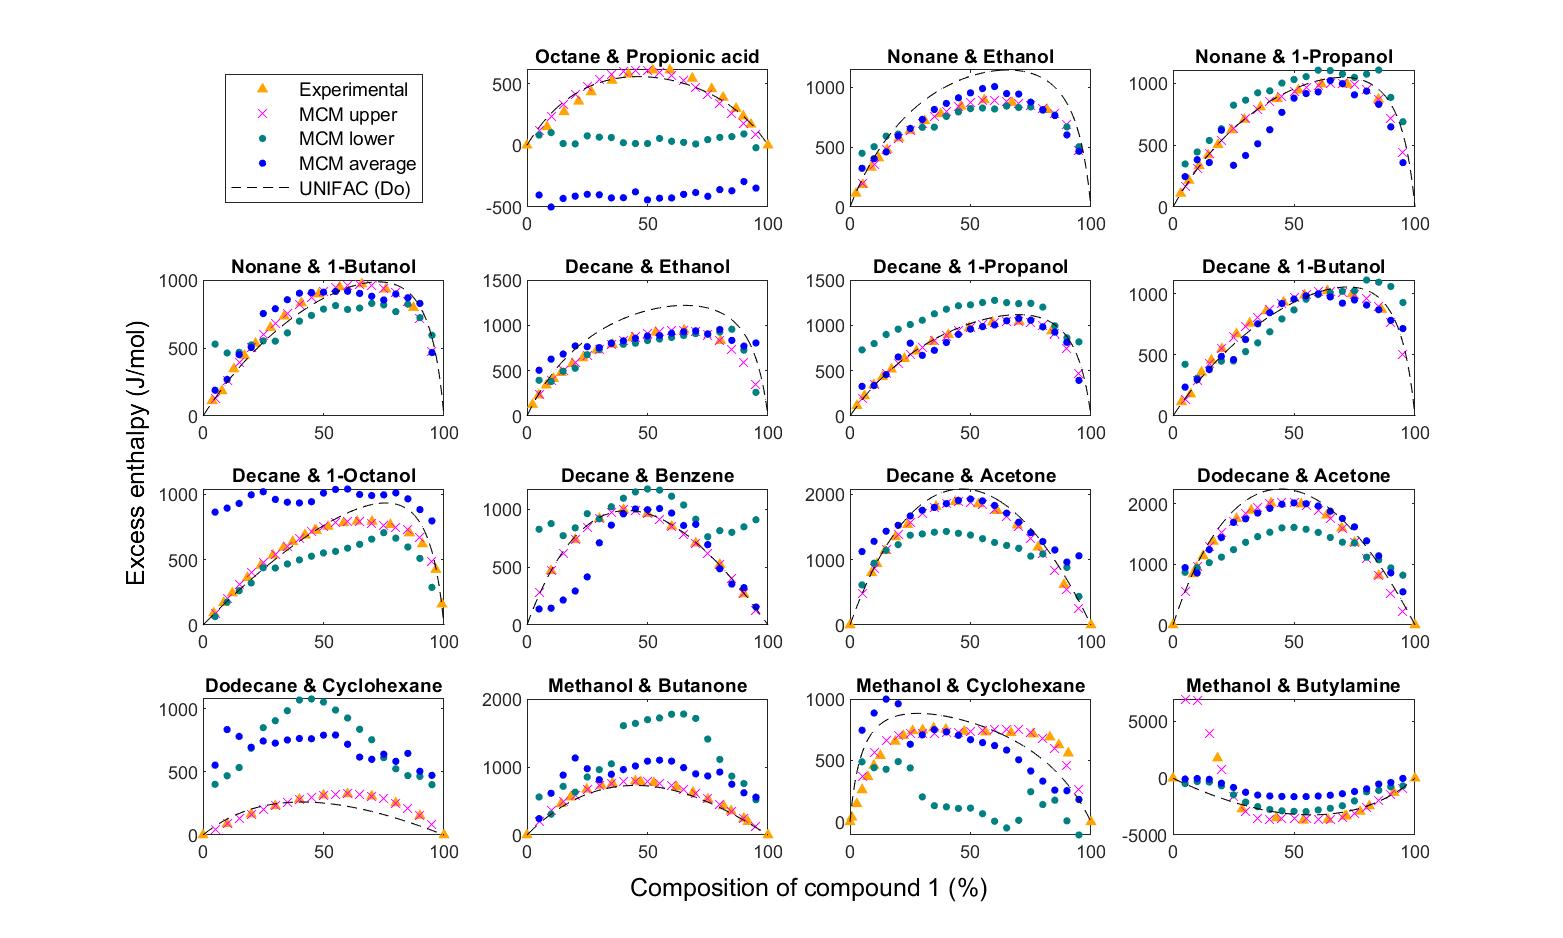 Experimental
MCM upper
MCM lower
MCM average
UNIFAC (Do)
Octane & Propionic acid
500
0
-500
0 50 100
Nonane & Ethanol
1000
500
0
0 50 100
Nonane & 1-Propanol
1000
500
0
0 50 100
Nonane & 1-Butanol
1000
500
0
0 50 100
Decane & Ethanol
1500
1000
500
0
0 50 100
Decane & 1-Propanol
1500
1000
500
0
0 50 100
Decane & 1-Butanol
1000
500
0
0 50 100
Decane & 1-Octanol
1000
500
0
0 50 100
Decane & Benzene
1000
500
0
0 50 100
Decane & Acetone
2000
1000
0
0 50 100
Dodecane & Acetone
2000
1000
0
0 50 100
Dodecane & Cyclohexane
1000
500
0
0 50 100
Methanol & Butanone
2000
1000
0
0 50 100
Methanol & Cyclohexane
1000
500
0
0 50 100
Methanol & Butylamine
5000
0
-5000
0 50 100
Excess enthalpy (J/mol)
Composition of compound 1 (%)